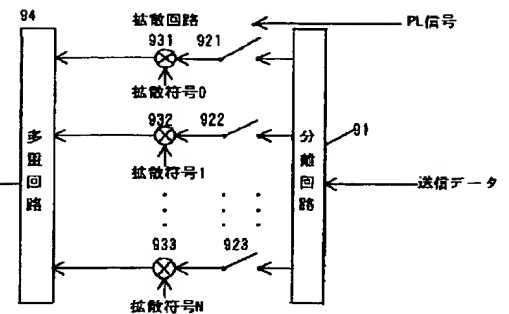 94
拡散回路
PL信号
931 921
拡散符号0
932 922
多重回路
分離回路
91
拡散符号1
送信データ
933 923
拡散符号N